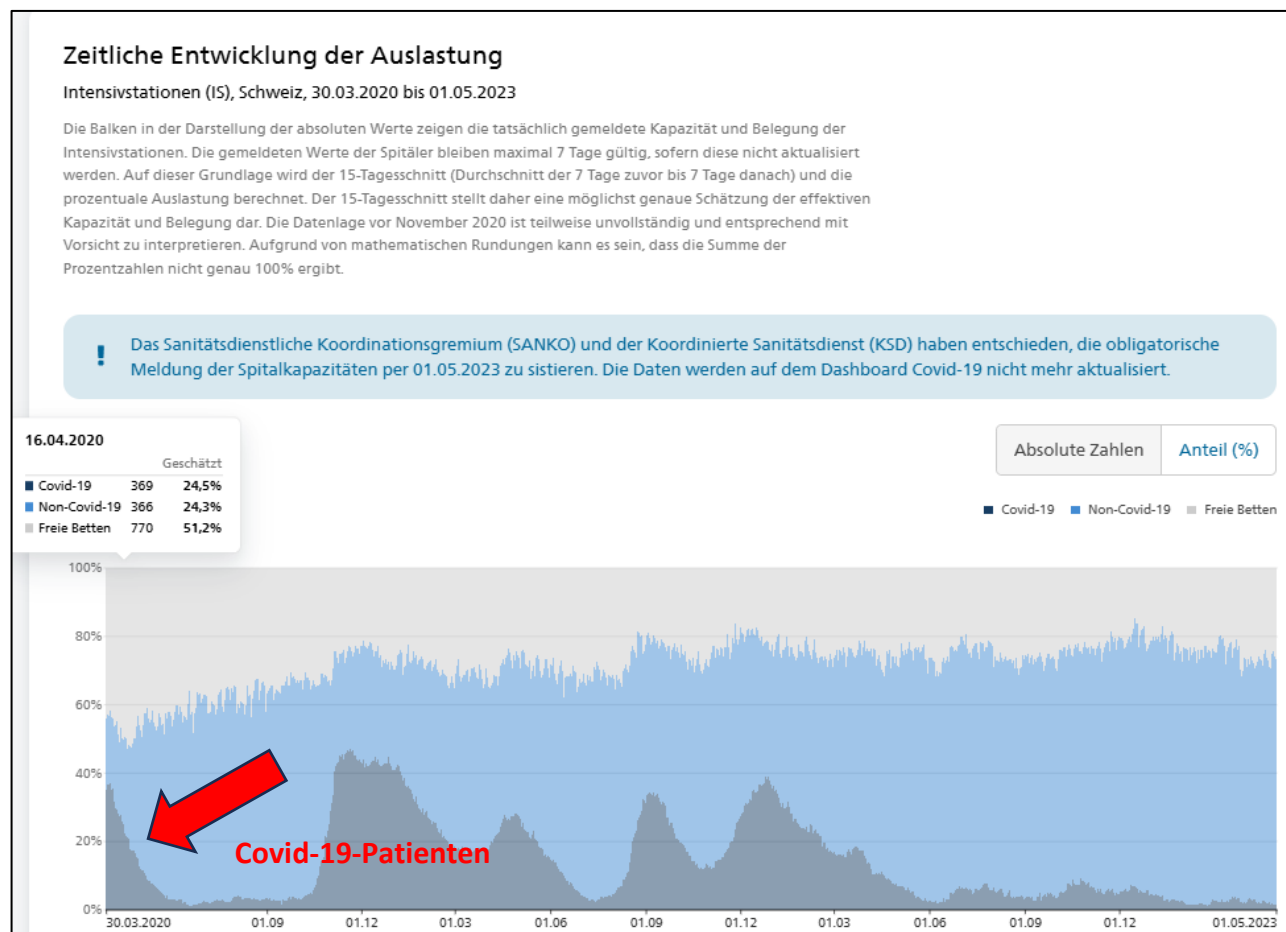 Zeitliche Entwicklung der Auslastung
Intensivstationen (IS), Schweiz, 30.03.2020 bis 01.05.2023
Die Balken in der Darstellung der absoluten Werte zeigen die tatsächlich gemeldete Kapazität und Belegung der
Intensivstationen. Die gemeldeten Werte der Spitäler bleiben maximal 7 Tage gültig, sofern diese nicht aktualisiert
werden. Auf dieser Grundlage wird der 15-Tagesschnitt (Durchschnitt der 7 Tage zuvor bis 7 Tage danach) und die
prozentuale Auslastung berechnet. Der 15-Tagesschnitt stellt daher eine möglichst genaue Schätzung der effektiven
Kapazität und Belegung dar. Die Datenlage vor November 2020 ist teilweise unvollständig und entsprechend mit
Vorsicht zu interpretieren. Aufgrund von mathematischen Rundungen kann es sein, dass die Summe der
Prozentzahlen nicht genau 100% ergibt.
! Das Sanitätsdienstliche Koordinationsgremium (SANKO) und der Koordinierte Sanitätsdienst (KSD) haben entschieden, die obligatorische
Meldung der Spitalkapazitäten per 01.05.2023 zu sistieren. Die Daten werden auf dem Dashboard Covid-19 nicht mehr aktualisiert.
16.04.2020
Geschätzt
Covid-19 369 24,5%
Non-Covid-19 366 24,3%
Freie Betten 770 51,2%
Absolute Zahlen Anteil (%)
Covid-19 Non-Covid-19 Freie Betten
100%
80%
60%
40%
20%
Covid-19-Patienten
0%
30.03.2020 01.09 01.12 01.03 01.06 01.09 01.12 01.03 01.06 01.09 01.12 01.05.2023